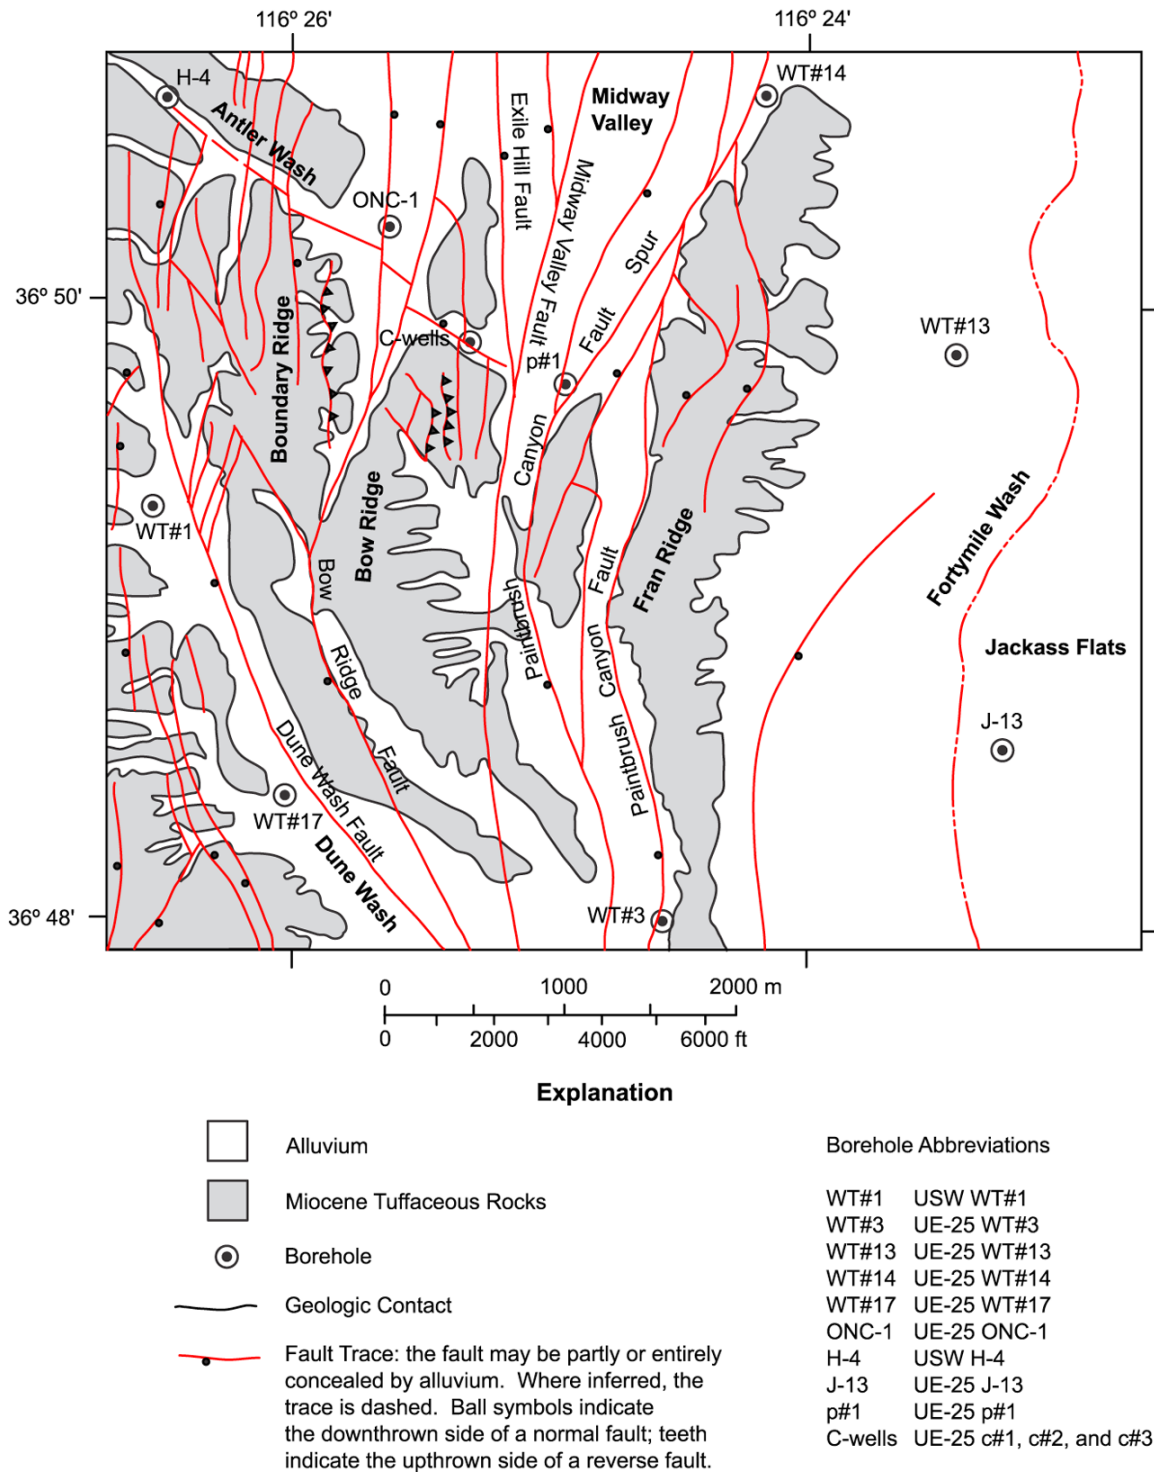 116º 26'
116º 24'
H-4
WT#14
Antler Wash
Exile Hill Fault
Midway
Valley
Midway Valley Fault
ONC-1
Spur
Fault
36º 50'
Boundary Ridge
C-wells
p#1
WT#13
Canyon
Bow Ridge
WT#1
Fortymile Wash
Bow
Paintbrush
Fault
Fran Ridge
Ridge
Canyon
Jackass Flats
J-13
Dune Wash Fault
Fault
Paintbrush
WT#17
Dune Wash
36º 48'
WT#3
0 1000 2000 m
0 2000 4000 6000 ft
Explanation
Alluvium
Miocene Tuffaceous Rocks
Borehole
Geologic Contact
Fault Trace: the fault may be partly or entirely
concealed by alluvium. Where inferred, the
trace is dashed. Ball symbols indicate
the downthrown side of a normal fault; teeth
indicate the upthrown side of a reverse fault.
Borehole Abbreviations
WT#1 USW WT#1
WT#3 UE-25 WT#3
WT#13 UE-25 WT#13
WT#14 UE-25 WT#14
WT#17 UE-25 WT#17
ONC-1 UE-25 ONC-1
H-4 USW H-4
J-13 UE-25 J-13
p#1 UE-25 p#1
C-wells UE-25 c#1, c#2, and c#3